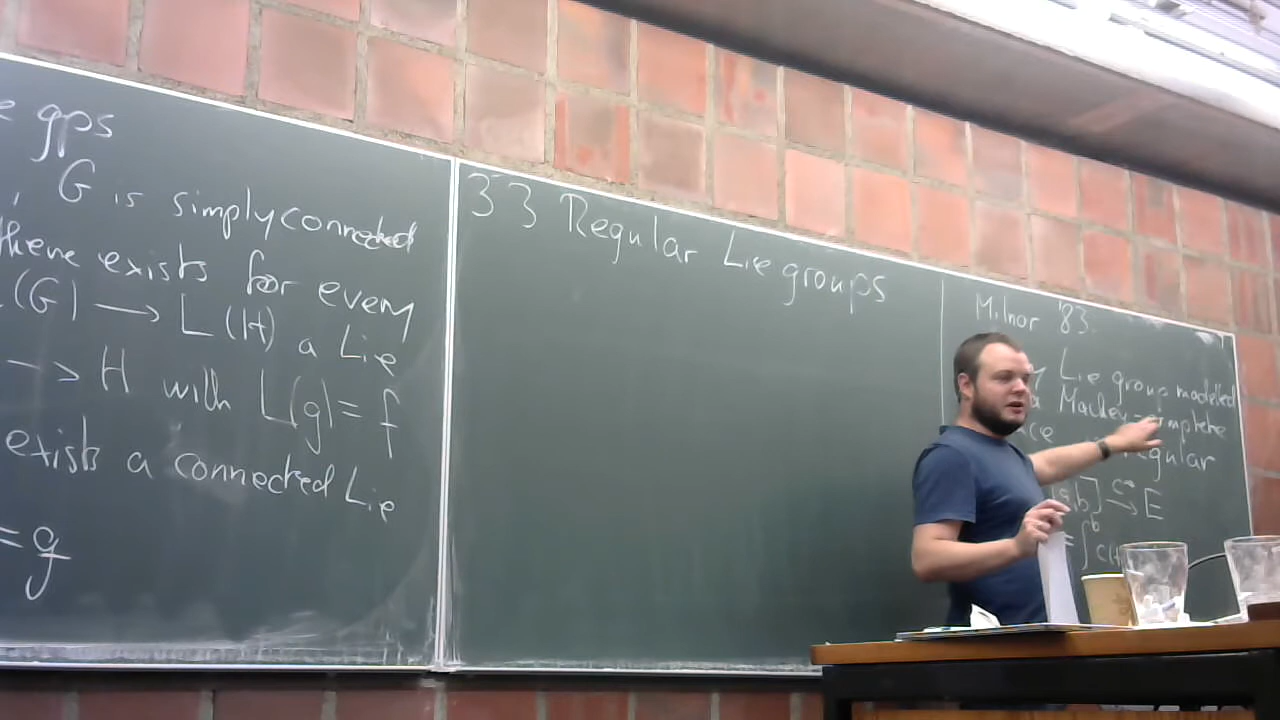 gps
, G is simply connected
there exists for every
(G) → L(H) a Lie
→ H with L(g) = f
exists a connected Lie
= g
3 3 Regular Lie groups
Milnor '83
Lie group modelled
a Mackey-complete
regular
b] → E
= ∫ b